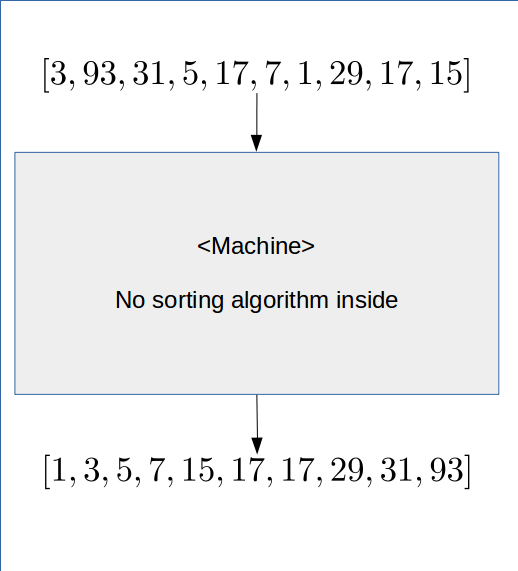 [3, 93, 31, 5, 17, 7, 1, 29, 17, 15]
<Machine>
No sorting algorithm inside
[1, 3, 5, 7, 15, 17, 17, 29, 31, 93]